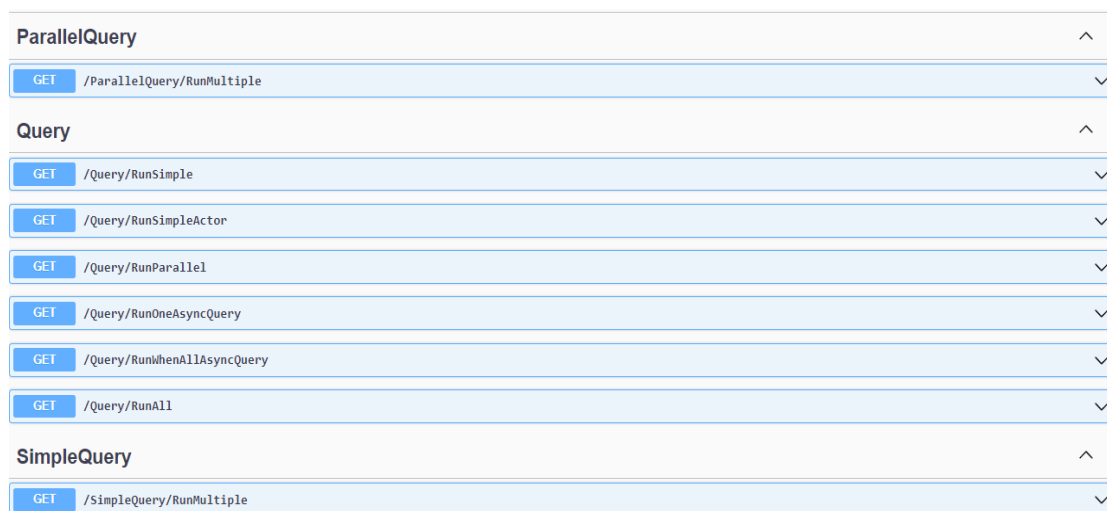 ParallelQuery
GET /ParallelQuery/RunMultiple
Query
GET /Query/RunSimple
GET /Query/RunSimpleActor
GET /Query/RunParallel
GET /Query/RunOneAsyncQuery
GET /Query/RunWhenAllAsyncQuery
GET /Query/RunAll
SimpleQuery
GET /SimpleQuery/RunMultiple